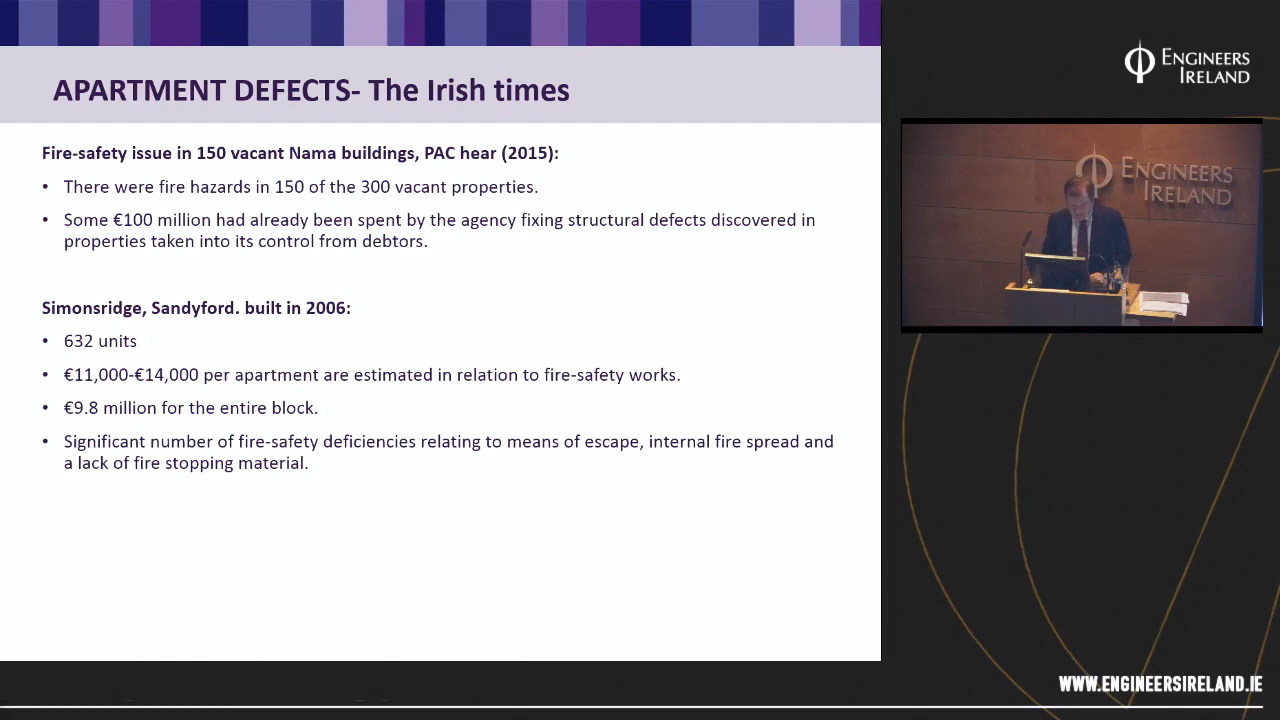 APARTMENT DEFECTS- The Irish times
Fire-safety issue in 150 vacant Nama buildings, PAC hear (2015):
• There were fire hazards in 150 of the 300 vacant properties.
• Some €100 million had already been spent by the agency fixing structural defects discovered in
properties taken into its control from debtors.
Simonsridge, Sandyford. built in 2006:
• 632 units
• €11,000-€14,000 per apartment are estimated in relation to fire-safety works.
• €9.8 million for the entire block.
• Significant number of fire-safety deficiencies relating to means of escape, internal fire spread and
a lack of fire stopping material.
ENGINEERS
IRELAND
ENGINEERS
IRELAND
WWW.ENGINEERSIRELAND.IE